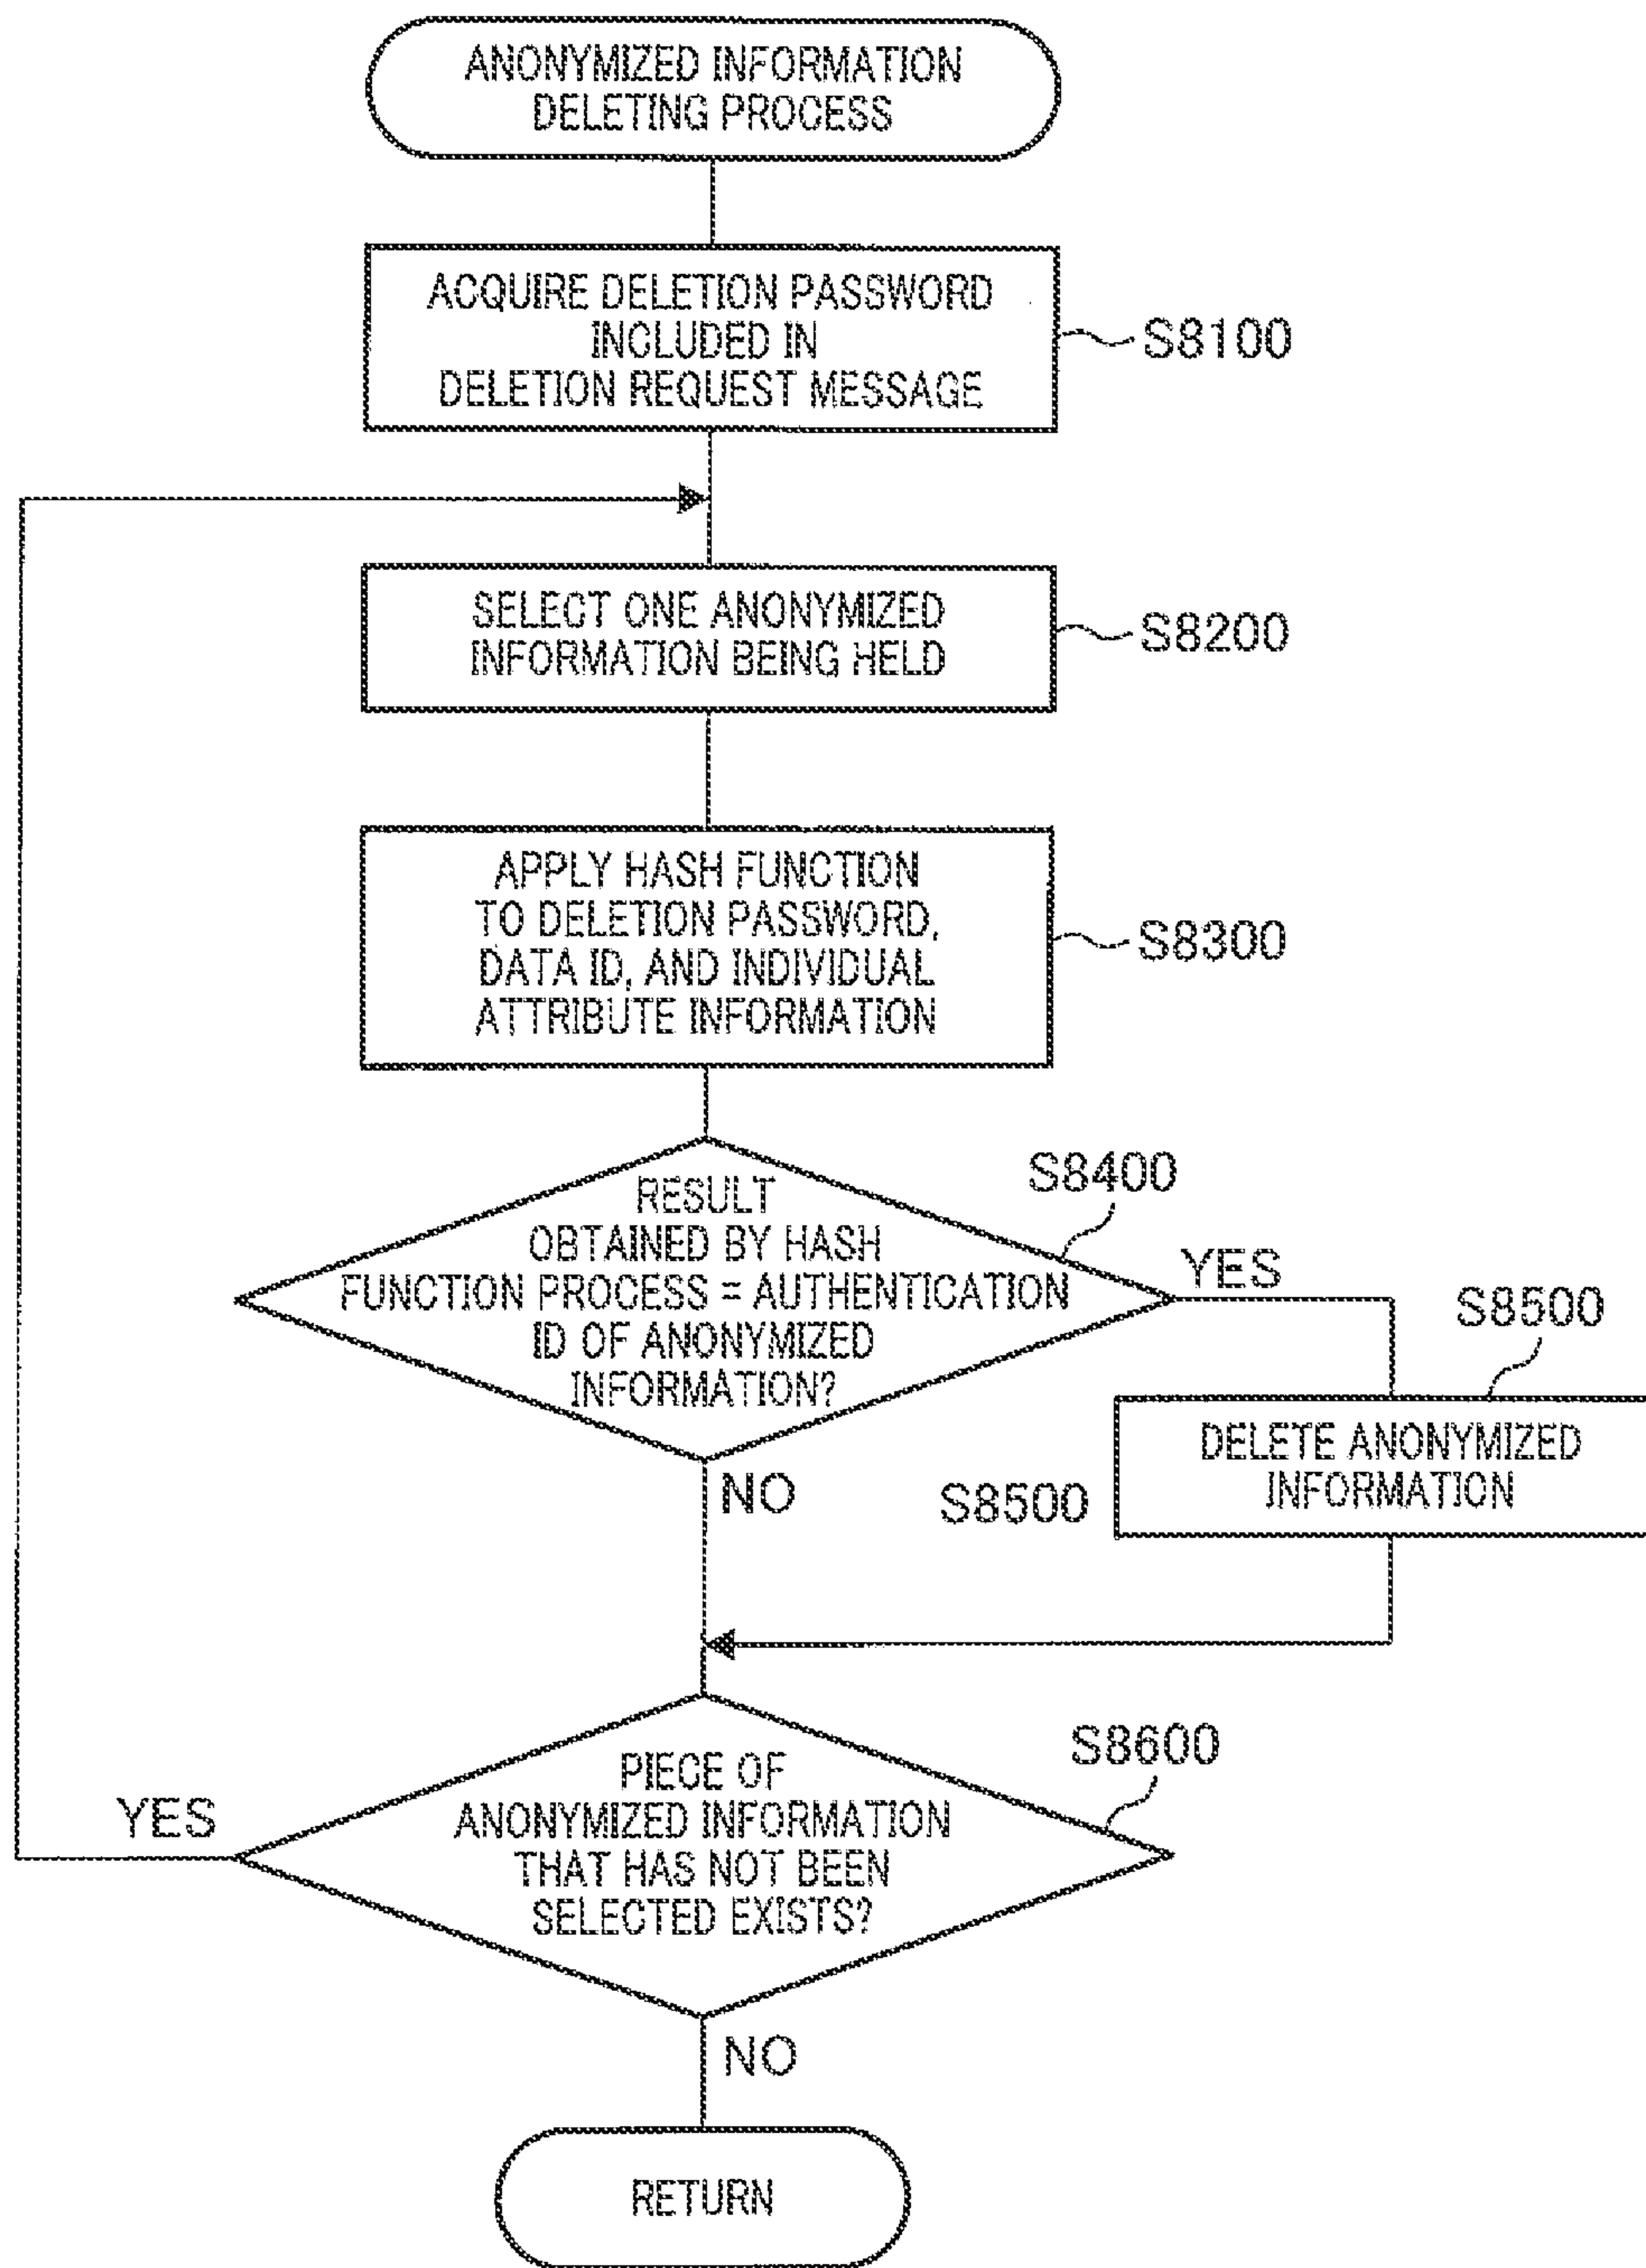 ANONYMIZED INFORMATION
DELETING PROCESS
ACQUIRE DELETION PASSWORD
INCLUDED IN
DELETION REQUEST MESSAGE
S8100
SELECT ONE ANONYMIZED
INFORMATION BEING HELD
S8200
APPLY HASH FUNCTION
TO DELETION PASSWORD,
DATA ID, AND INDIVIDUAL
ATTRIBUTE INFORMATION
S8300
RESULT
OBTAINED BY HASH
FUNCTION PROCESS = AUTHENTICATION
ID OF ANONYMIZED
INFORMATION?
S8400
YES
S8500
DELETE ANONYMIZED
INFORMATION
NO
S8500
PIECE OF
ANONYMIZED INFORMATION
THAT HAS NOT BEEN
SELECTED EXISTS?
S8600
YES
NO
RETURN